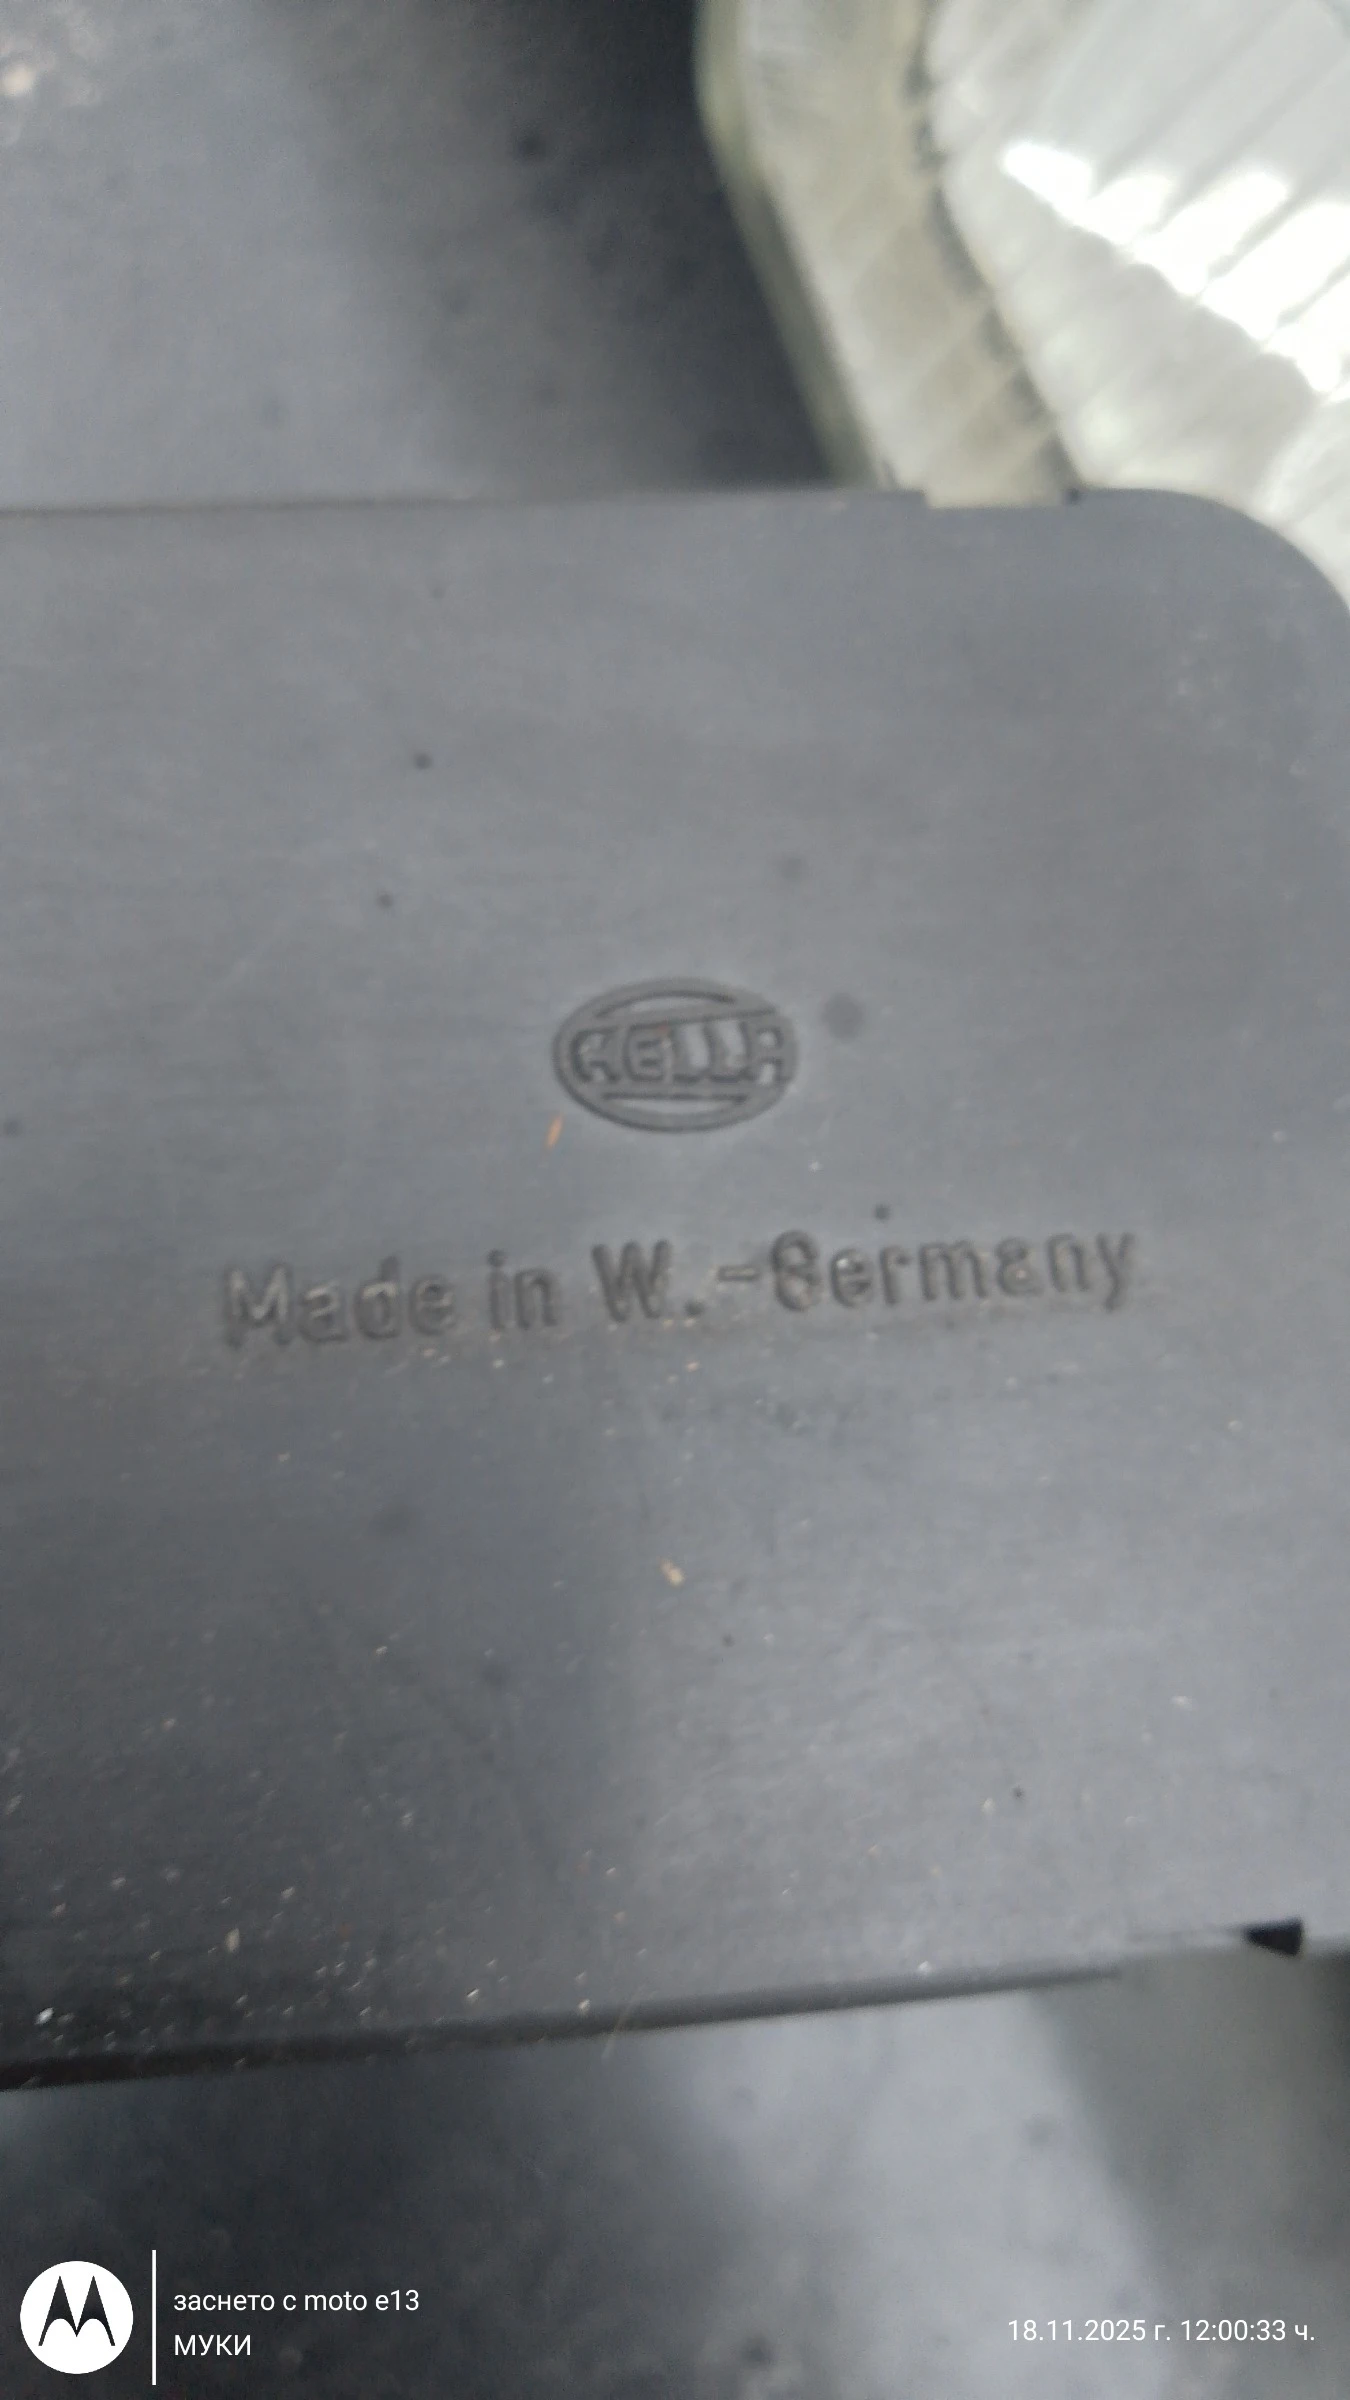 HELLA
Made in W.-Germany
заснето с moto e13
МУКИ
18.11.2025 г. 12:00:33 ч.